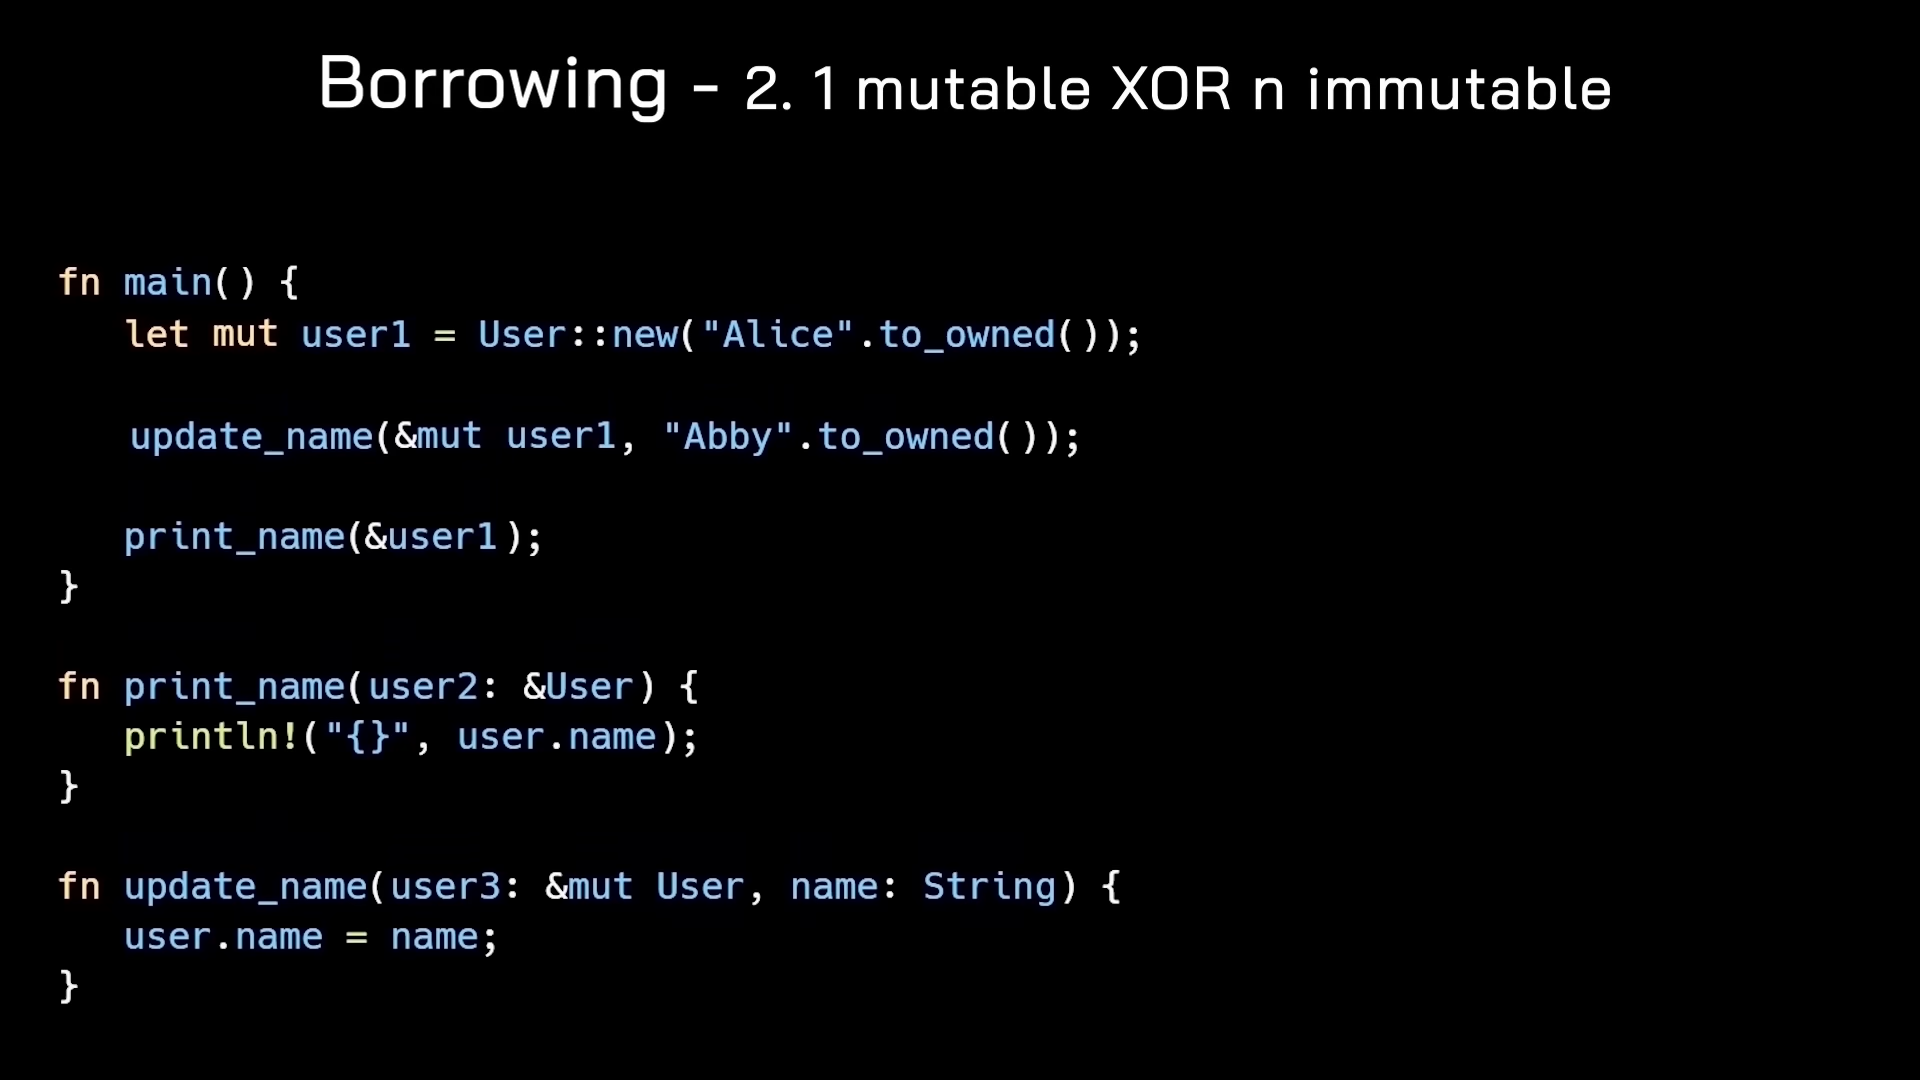 Borrowing - 2. 1 mutable XOR n immutable
fn main() {
let mut user1 = User::new("Alice".to_owned());
update_name(&mut user1, "Abby".to_owned());
print_name(&user1);
}
fn print_name(user2: &User) {
println!("{}", user.name);
}
fn update_name(user3: &mut User, name: String) {
user.name = name;
}